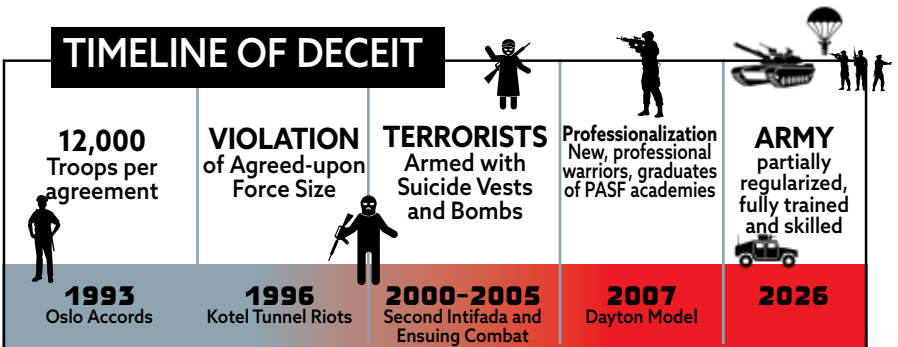 TIMELINE OF DECEIT
12,000
Troops per
agreement
1993
Oslo Accords
VIOLATION
of Agreed-upon
Force Size
1996
Kotel Tunnel Riots
TERRORISTS
Armed with
Suicide Vests
and Bombs
2000-2005
Second Intifada and
Ensuing Combat
Professionalization
New, professional
warriors, graduates
of PASF academies
2007
Dayton Model
ARMY
partially
regularized,
fully trained
and skilled
2026